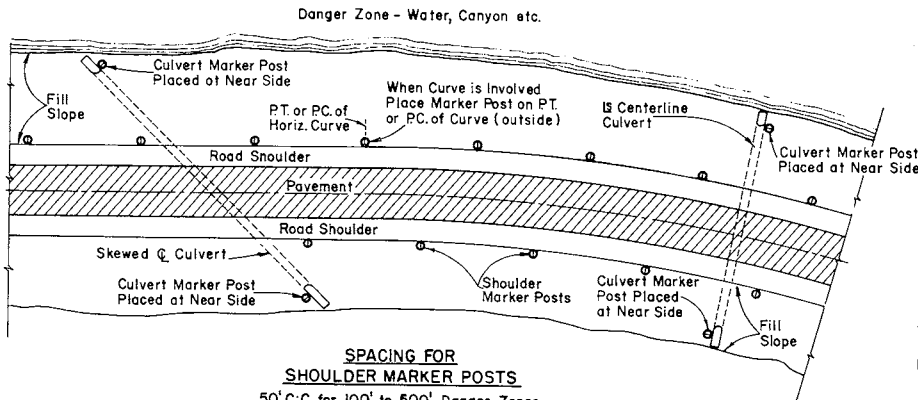 Danger Zone - Water, Canyon etc.
Culvert Marker Post
Placed at Near Side
Fill
Slope
P.T. or P.C. of
Horiz. Curve
When Curve is Involved
Place Marker Post on P.T.
or P.C. of Curve (outside)
Centerline
Culvert
Culvert Marker Post
Placed at Near Side
Road Shoulder
Pavement
Road Shoulder
Skewed ℄ Culvert
Culvert Marker Post
Placed at Near Side
Shoulder
Marker Posts
Culvert Marker
Post Placed
at Near Side
Fill
Slope
SPACING FOR
SHOULDER MARKER POSTS
50' C-C for 100' to 500' Danger Zones